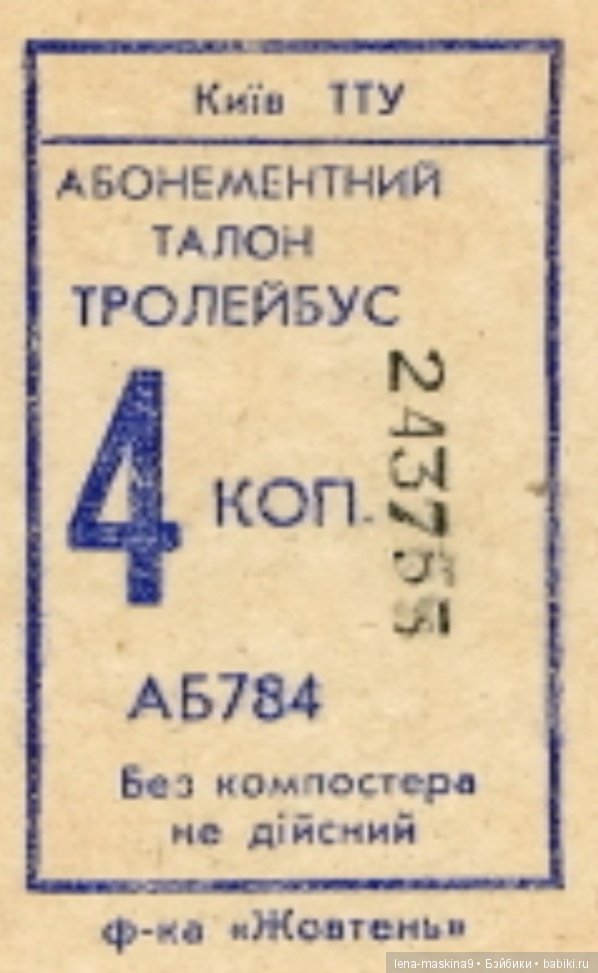 Київ ТТУ
АБОНЕМЕНТНИЙ
ТАЛОН
ТРОЛЕЙБУС
4 КОП.
243755
АБ784
Без компостера
не дійсний
ф-ка «Жовтень»
lena-maskina9 • Бэйбики • babiki.ru